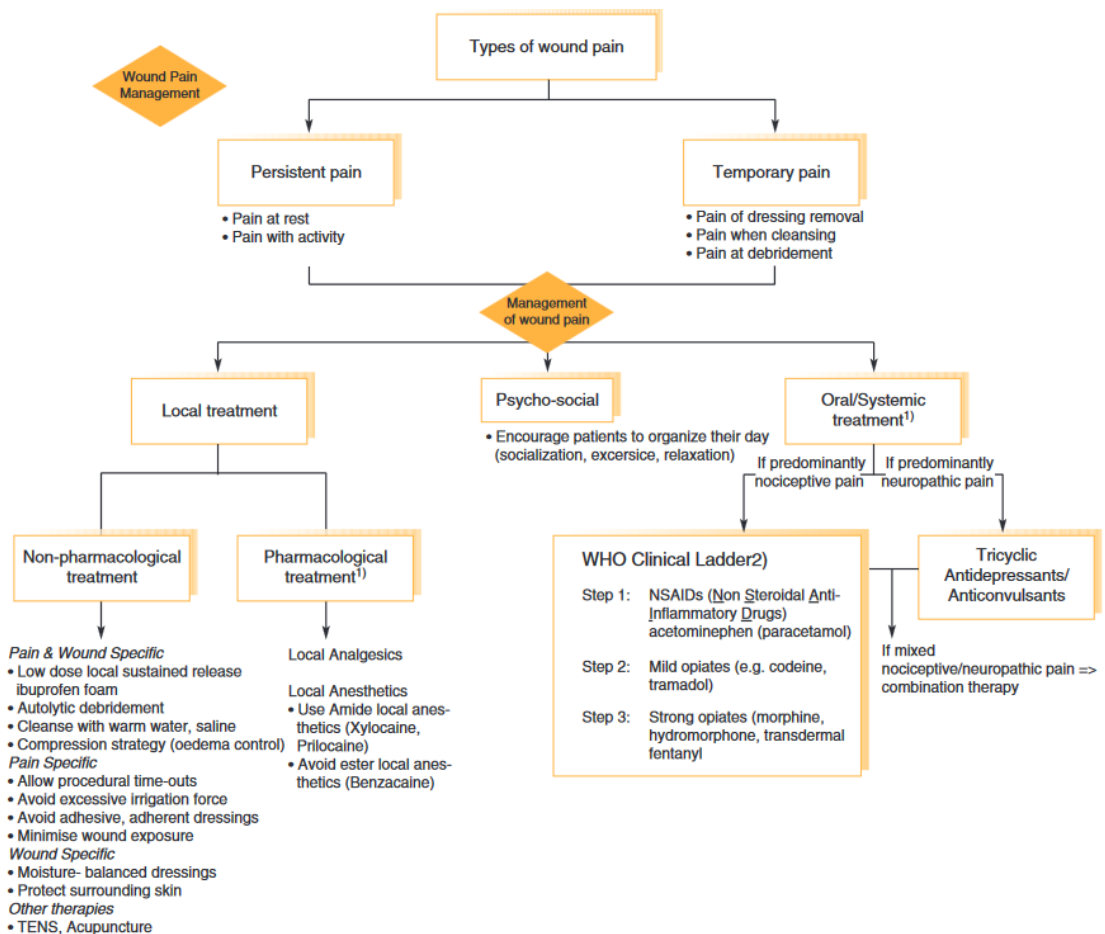 Types of wound pain
Wound Pain
Management
Persistent pain
• Pain at rest
• Pain with activity
Temporary pain
• Pain of dressing removal
• Pain when cleansing
• Pain at debridement
Management
of wound pain
Local treatment
Psycho-social
• Encourage patients to organize their day
(socialization, excersice, relaxation)
Oral/Systemic
treatment1)
If predominantly
nociceptive pain
If predominantly
neuropathic pain
Non-pharmacological
treatment
Pain & Wound Specific
• Low dose local sustained release
ibuprofen foam
• Autolytic debridement
• Cleanse with warm water, saline
• Compression strategy (oedema control)
Pain Specific
• Allow procedural time-outs
• Avoid excessive irrigation force
• Avoid adhesive, adherent dressings
• Minimise wound exposure
Wound Specific
• Moisture- balanced dressings
• Protect surrounding skin
Other therapies
• TENS, Acupuncture
Pharmacological
treatment1)
Local Analgesics
Local Anesthetics
• Use Amide local anes-
thetics (Xylocaine,
Prilocaine)
• Avoid ester local anes-
thetics (Benzacaine)
WHO Clinical Ladder2)
Step 1: NSAIDs (Non Steroidal Anti-
Inflammatory Drugs)
acetominephen (paracetamol)
Step 2: Mild opiates (e.g. codeine,
tramadol)
Step 3: Strong opiates (morphine,
hydromorphone, transdermal
fentanyl
Tricyclic
Antidepressants/
Anticonvulsants
If mixed
nociceptive/neuropathic pain =>
combination therapy